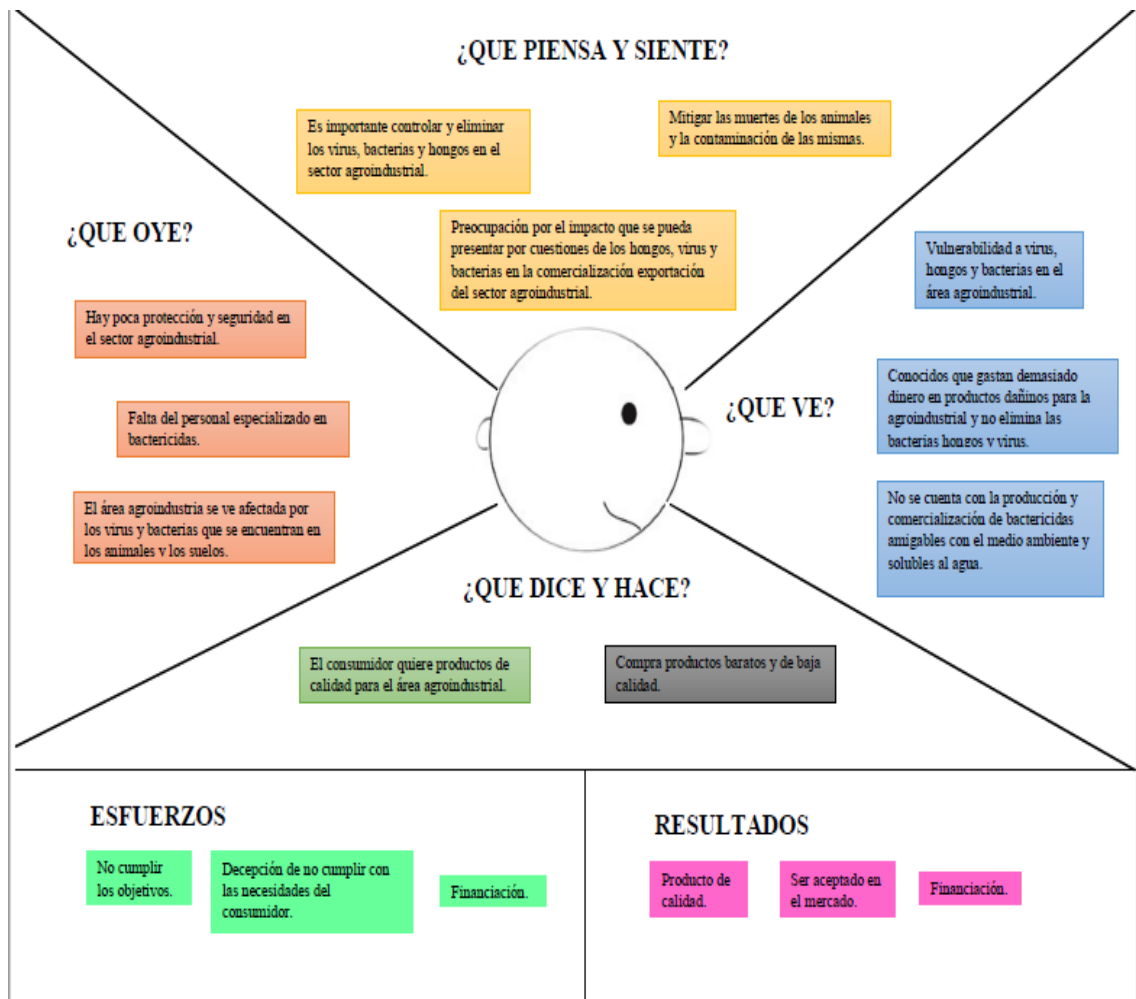 ¿QUE PIENSA Y SIENTE?
Es importante controlar y eliminar
los virus, bacterias y hongos en el
sector agroindustrial.
Mitigar las muertes de los animales
y la contaminación de las mismas.
Preocupación por el impacto que se pueda
presentar por cuestiones de los hongos, virus y
bacterias en la comercialización exportación
del sector agroindustrial.
¿QUE OYE?
Hay poca protección y seguridad en
el sector agroindustrial.
Falta del personal especializado en
bactericidas.
El área agroindustria se ve afectada por
los virus y bacterias que se encuentran en
los animales y los suelos.
¿QUE VE?
Vulnerabilidad a virus,
hongos y bacterias en el
área agroindustrial.
Conocidos que gastan demasiado
dinero en productos dañinos para la
agroindustrial y no elimina las
bacterias hongos y virus.
No se cuenta con la producción y
comercialización de bactericidas
amigables con el medio ambiente y
solubles al agua.
¿QUE DICE Y HACE?
El consumidor quiere productos de
calidad para el área agroindustrial.
Compra productos baratos y de baja
calidad.
ESFUERZOS
No cumplir
los objetivos.
Decepción de no cumplir con
las necesidades del
consumidor.
Financiación.
RESULTADOS
Producto de
calidad.
Ser aceptado en
el mercado.
Financiación.